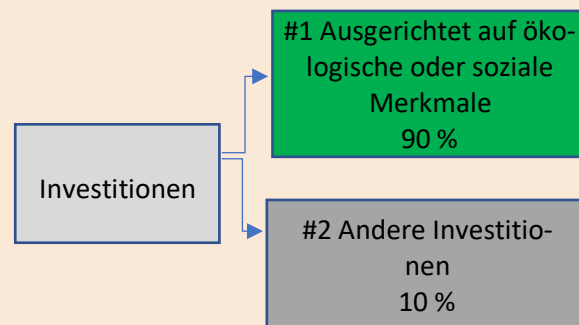 #1 Ausgerichtet auf öko-
logische oder soziale
Merkmale
90 %
Investitionen
#2 Andere Investitio-
nen
10 %